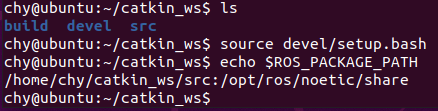 chy@ubuntu:~/catkin_ws$ ls
build  devel  src
chy@ubuntu:~/catkin_ws$ source devel/setup.bash
chy@ubuntu:~/catkin_ws$ echo $ROS_PACKAGE_PATH
/home/chy/catkin_ws/src:/opt/ros/noetic/share
chy@ubuntu:~/catkin_ws$